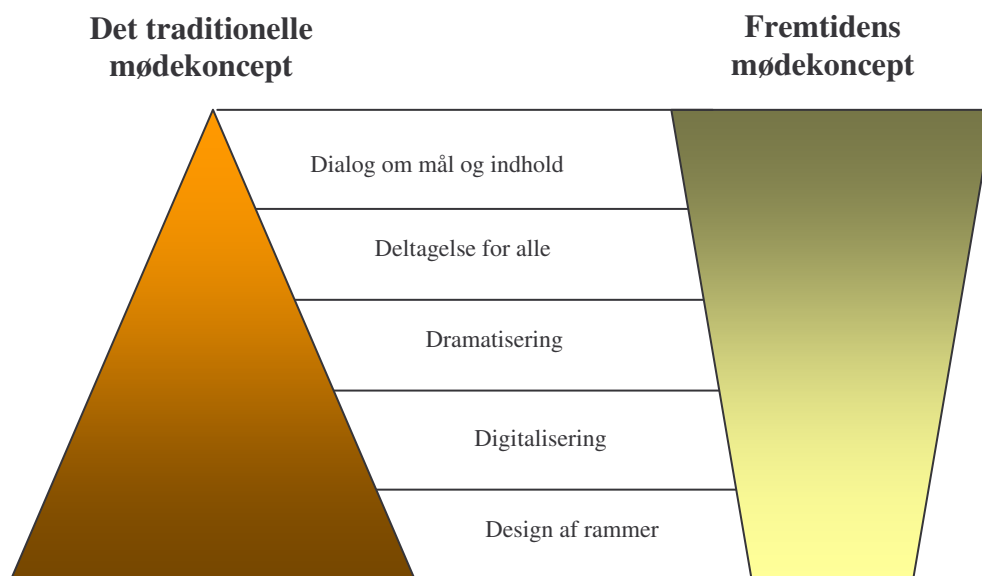 Det traditionelle
mødekoncept
Fremtidens
mødekoncept
Dialog om mål og indhold
Deltagelse for alle
Dramatisering
Digitalisering
Design af rammer